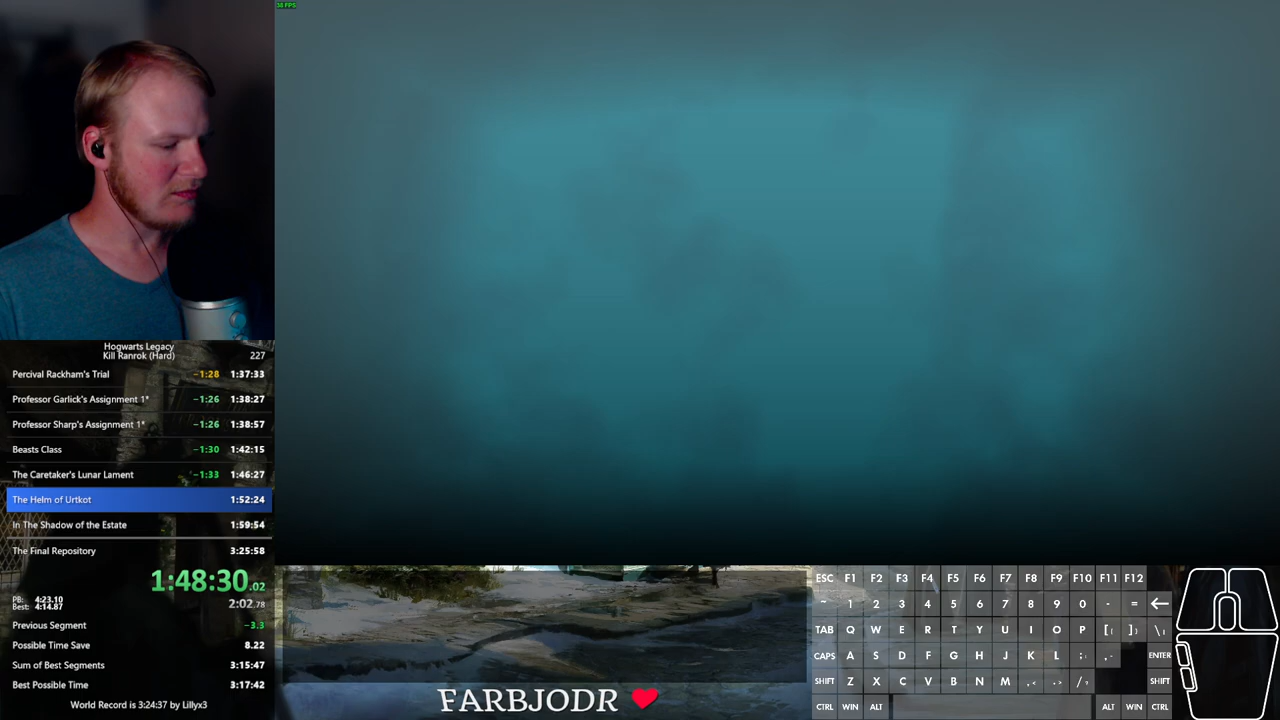 38 FPS
Hogwarts Legacy
Kill Ranrok (Hard) 227
Percival Rackham's Trial -1:28 1:37:33
Professor Garlick's Assignment 1* -1:26 1:38:27
Professor Sharp's Assignment 1* -1:26 1:38:57
Beasts Class -1:30 1:42:15
The Caretaker's Lunar Lament -1:33 1:46:27
The Helm of Urtkot 1:52:24
In The Shadow of the Estate 1:59:54
The Final Repository 3:25:58
1:48:30.02
PB: 4:23.10
Best: 4:14.87 2:02.78
Previous Segment -3.3
Possible Time Save 8.22
Sum of Best Segments 3:15:47
Best Possible Time 3:17:42
World Record is 3:24:37 by Lillyx3
FARBJODR ❤
ESC F1 F2 F3 F4 F5 F6 F7 F8 F9 F10 F11 F12
~ 1 2 3 4 5 6 7 8 9 0 - = ←
TAB Q W E R T Y U I O P [{ ]} \|
CAPS A S D F G H J K L ;: ENTER
SHIFT Z X C V B N M ,< .> /? SHIFT
CTRL WIN ALT ALT WIN CTRL